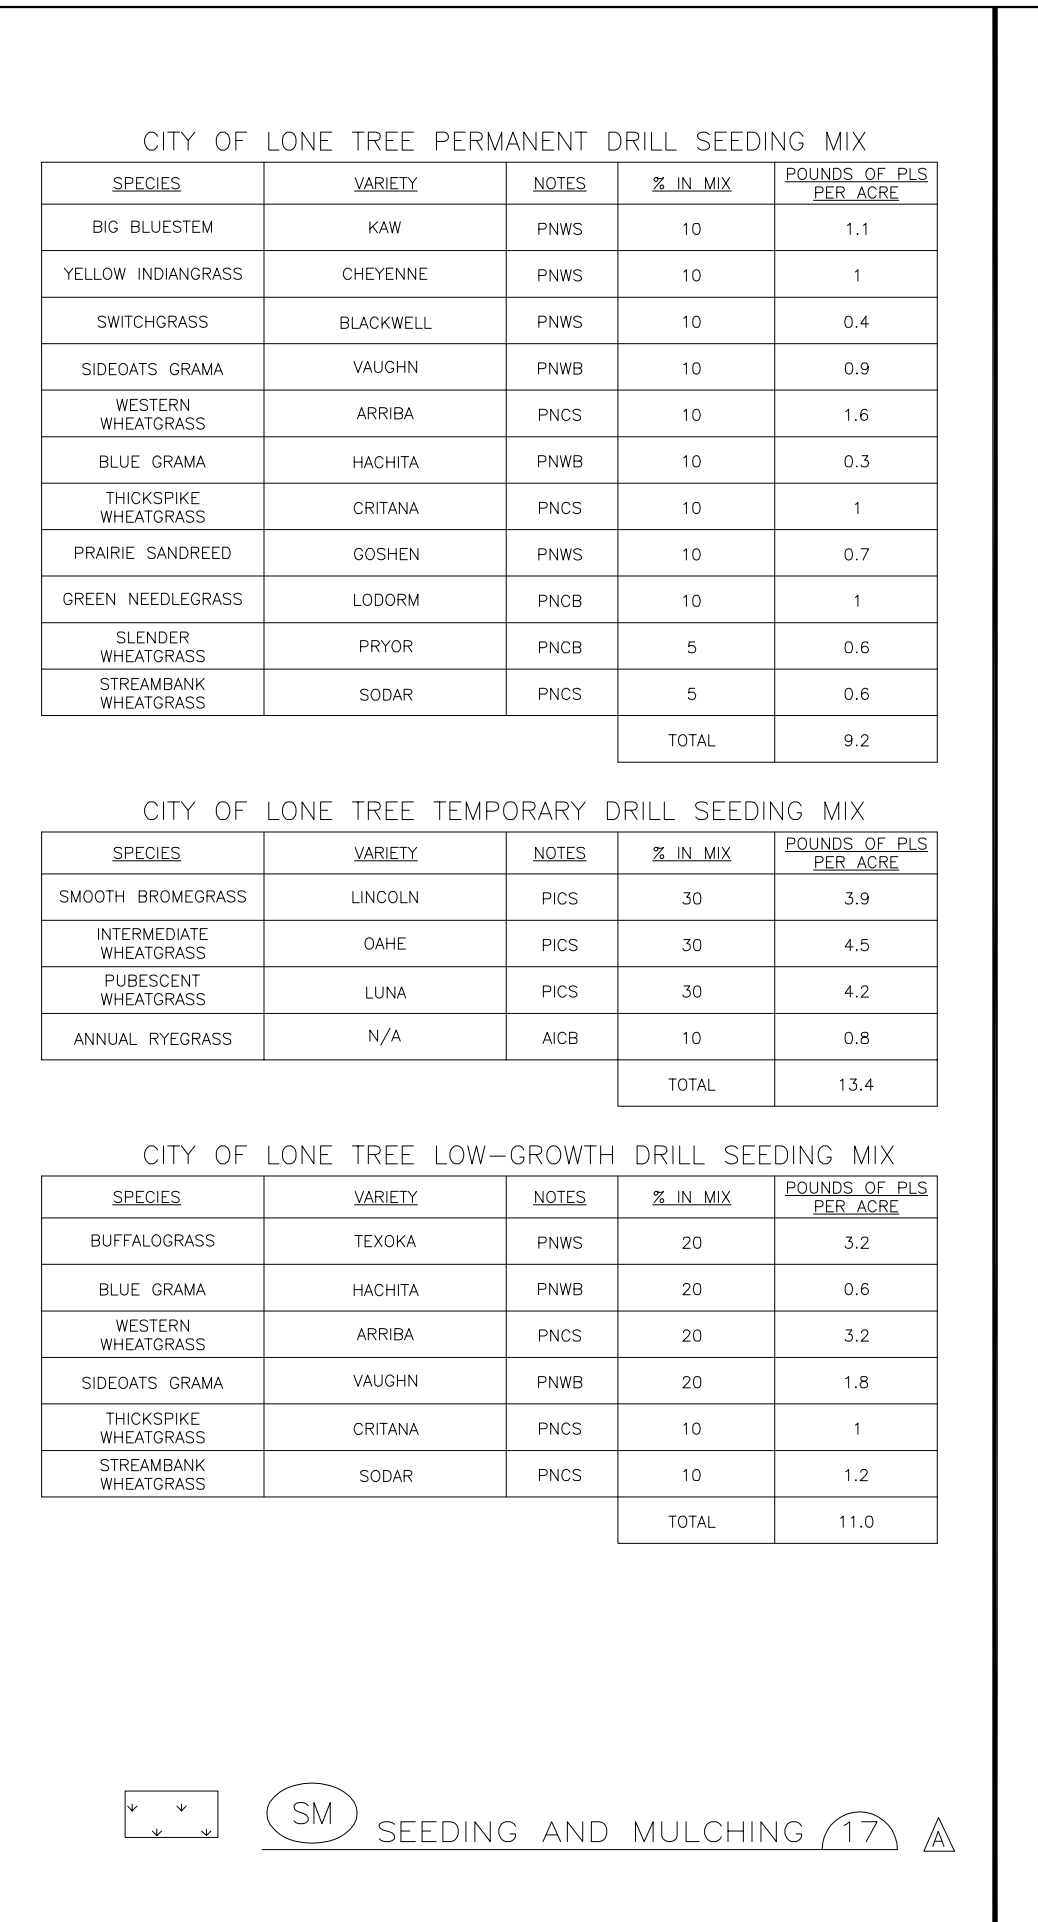 CITY OF LONE TREE PERMANENT DRILL SEEDING MIX
SPECIES VARIETY NOTES % IN MIX POUNDS OF PLS PER ACRE
BIG BLUESTEM KAW PNWS 10 1.1
YELLOW INDIANGRASS CHEYENNE PNWS 10 1
SWITCHGRASS BLACKWELL PNWS 10 0.4
SIDEOATS GRAMA VAUGHN PNWB 10 0.9
WESTERN WHEATGRASS ARRIBA PNCS 10 1.6
BLUE GRAMA HACHITA PNWB 10 0.3
THICKSPIKE WHEATGRASS CRITANA PNCS 10 1
PRAIRIE SANDREED GOSHEN PNWS 10 0.7
GREEN NEEDLEGRASS LODORM PNCB 10 1
SLENDER WHEATGRASS PRYOR PNCB 5 0.6
STREAMBANK WHEATGRASS SODAR PNCS 5 0.6
TOTAL 9.2
CITY OF LONE TREE TEMPORARY DRILL SEEDING MIX
SPECIES VARIETY NOTES % IN MIX POUNDS OF PLS PER ACRE
SMOOTH BROMEGRASS LINCOLN PICS 30 3.9
INTERMEDIATE WHEATGRASS OAHE PICS 30 4.5
PUBESCENT WHEATGRASS LUNA PICS 30 4.2
ANNUAL RYEGRASS N/A AICB 10 0.8
TOTAL 13.4
CITY OF LONE TREE LOW-GROWTH DRILL SEEDING MIX
SPECIES VARIETY NOTES % IN MIX POUNDS OF PLS PER ACRE
BUFFALOGRASS TEXOKA PNWS 20 3.2
BLUE GRAMA HACHITA PNWB 20 0.6
WESTERN WHEATGRASS ARRIBA PNCS 20 3.2
SIDEOATS GRAMA VAUGHN PNWB 20 1.8
THICKSPIKE WHEATGRASS CRITANA PNCS 10 1
STREAMBANK WHEATGRASS SODAR PNCS 10 1.2
TOTAL 11.0
SM SEEDING AND MULCHING 17 A